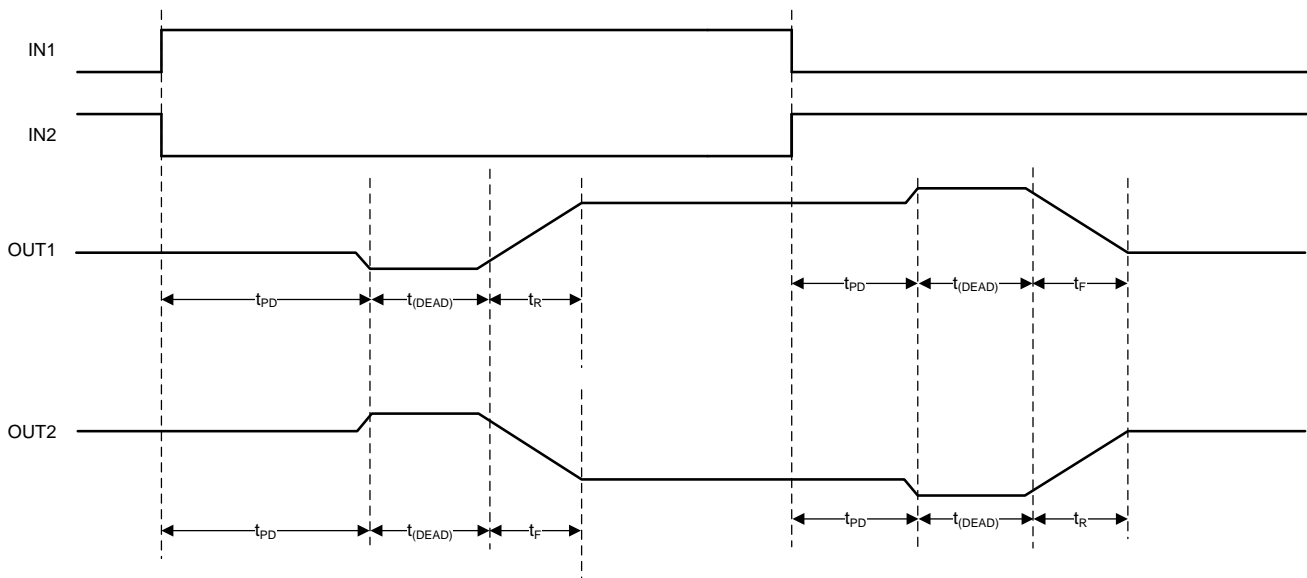 IN1
IN2
OUT1
tPD t(DEAD) tR
tPD t(DEAD) tF
OUT2
tPD t(DEAD) tF
tPD t(DEAD) tR